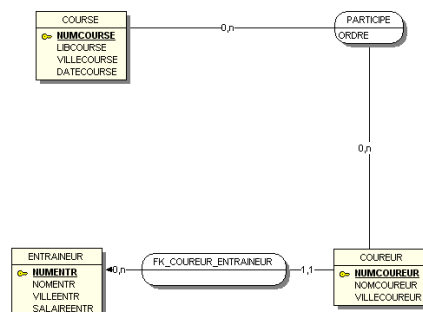 COURSE
NUMCOURSE
LIBCOURSE
VILLECOURSE
DATECOURSE
0,n
PARTICIPE
ORDRE
0,n
ENTRAINEUR
NUMENTR
NOMENTR
VILLEENTR
SALAIREENTR
0,n
FK_COUREUR_ENTRAINEUR
1,1
COUREUR
NUMCOUREUR
NOMCOUREUR
VILLECOUREUR